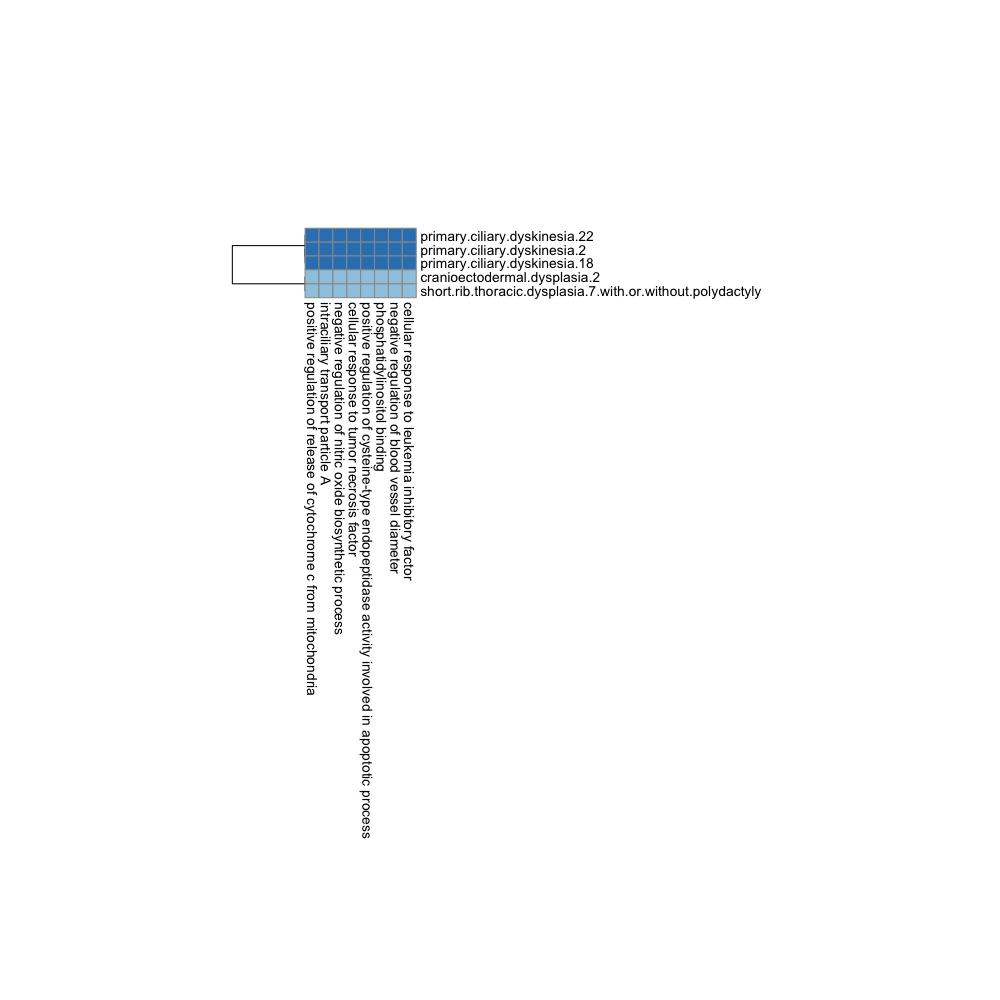 primary.ciliary.dyskinesia.22
primary.ciliary.dyskinesia.2
primary.ciliary.dyskinesia.18
cranioectodermal.dysplasia.2
short.rib.thoracic.dysplasia.7.with.or.without.polydactyly
positive regulation of release of cytochrome c from mitochondria
intraciliary transport particle A
negative regulation of nitric oxide biosynthetic process
cellular response to tumor necrosis factor
positive regulation of cysteine-type endopeptidase activity involved in apoptotic process
phosphatidylinositol binding
negative regulation of blood vessel diameter
cellular response to leukemia inhibitory factor